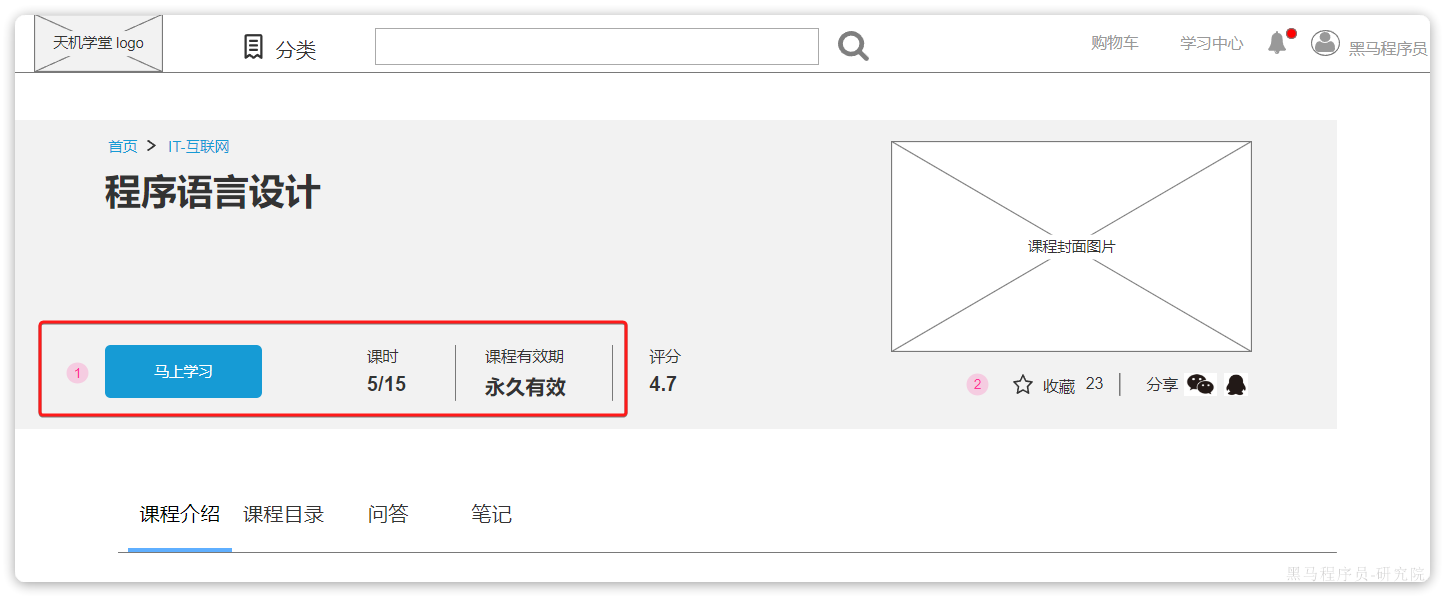 天机学堂 logo
分类
购物车
学习中心
黑马程序员
首页 > IT-互联网
程序语言设计
课程封面图片
1
马上学习
课时
5/15
课程有效期
永久有效
评分
4.7
2
收藏 23
分享
课程介绍
课程目录
问答
笔记
黑马程序员-研究院